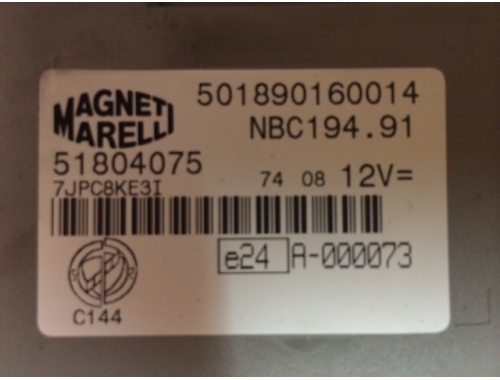 MAGNETI MARELLI 501890160014
NBC194.91
51804075
7JPC8KE3I 74 08 12V=
e24 A-000073
C144